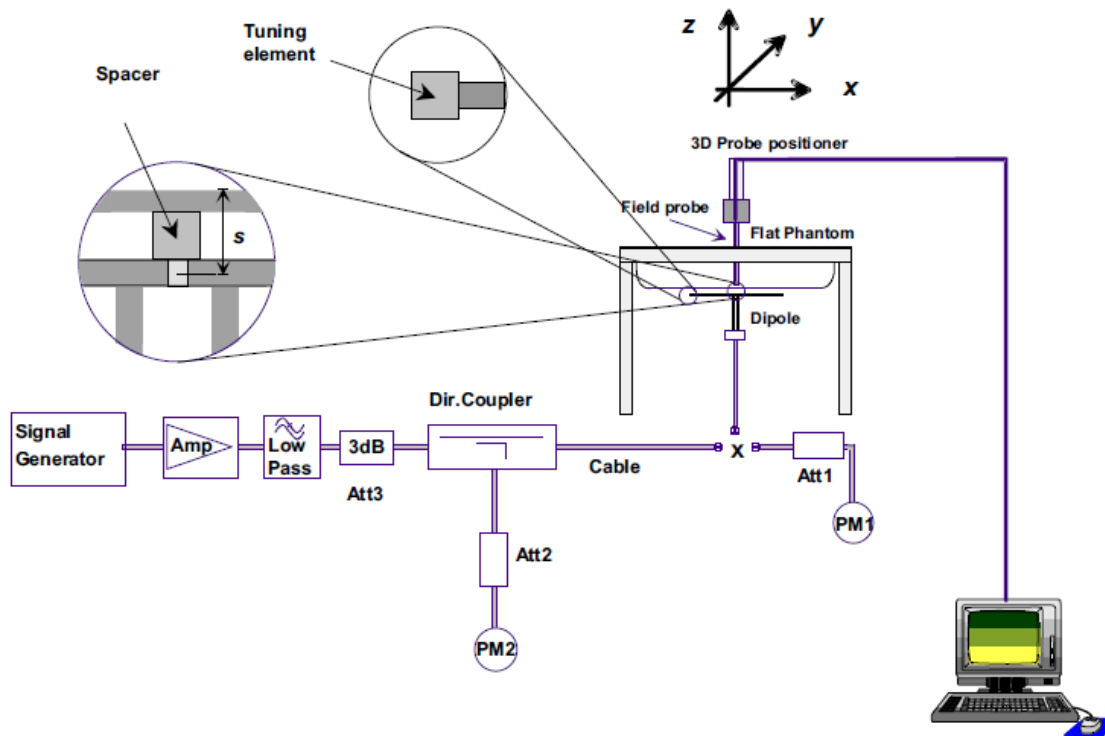 Tuning
element
Spacer
s
z
y
x
3D Probe positioner
Field probe
Flat Phantom
Dipole
Dir.Coupler
Signal
Generator
Amp
Low
Pass
3dB
Att3
Cable
x
Att1
PM1
Att2
PM2